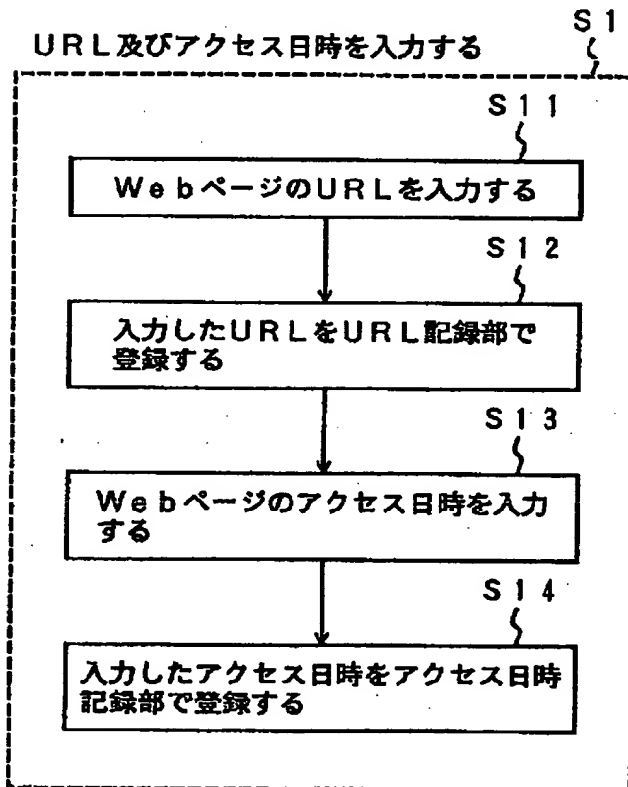 S1
URL及びアクセス日時を入力する
S11
WebページのURLを入力する
S12
入力したURLをURL記録部で
登録する
S13
Webページのアクセス日時を入力
する
S14
入力したアクセス日時をアクセス日時
記録部で登録する